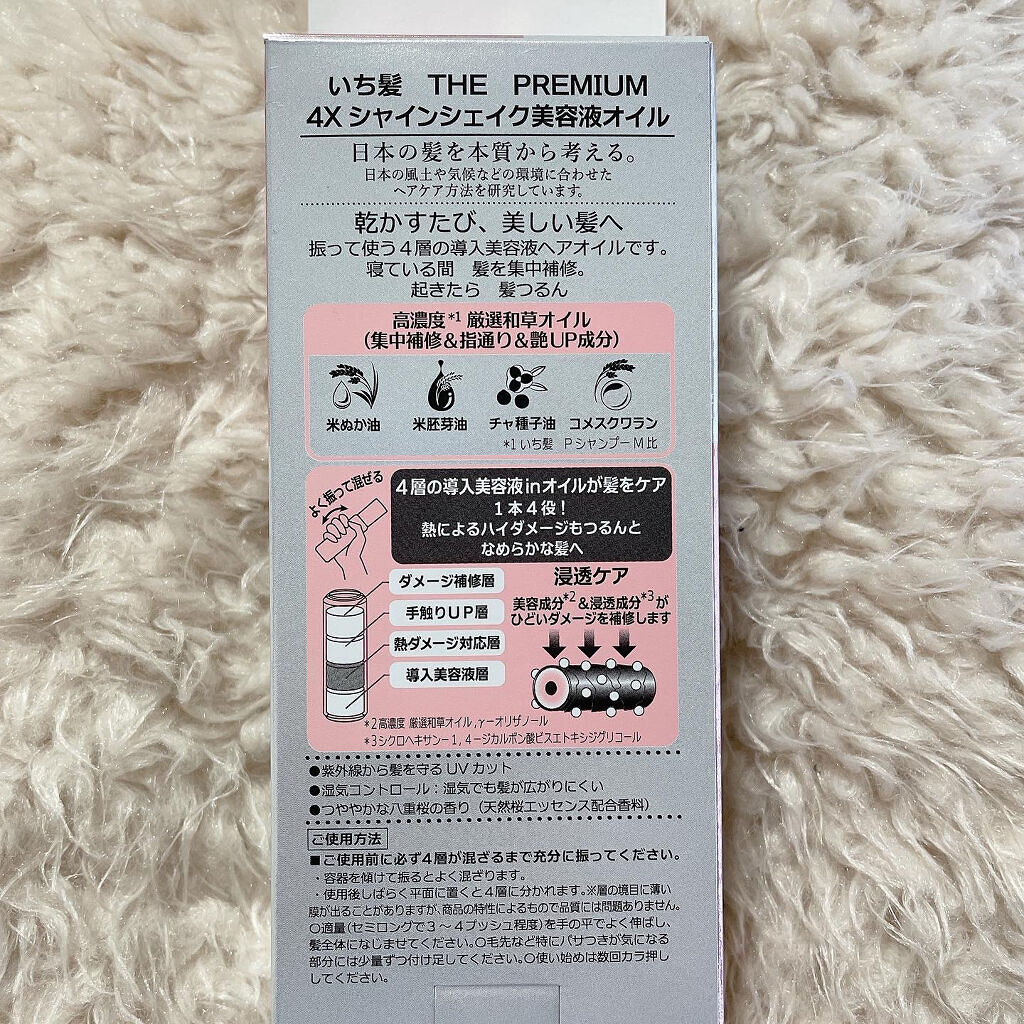 いち髪 THE PREMIUM
4X シャインシェイク美容液オイル
日本の髪を本質から考える。
日本の風土や気候などの環境に合わせた
ヘアケア方法を研究しています。
乾かすたび、美しい髪へ
振って使う4層の導入美容液ヘアオイルです。
寝ている間 髪を集中補修。
起きたら 髪つるん
高濃度*1 厳選和草オイル
(集中補修&指通り&艶UP成分)
米ぬか油 米胚芽油 チャ種子油 コメスクワラン
*1 いち髪 PシャンプーM比
よく振って混ぜる
4層の導入美容液inオイルが髪をケア
1本4役!
熱によるハイダメージもつるんと
なめらかな髪へ
ダメージ補修層
手触りUP層
熱ダメージ対応層
導入美容液層
浸透ケア
美容成分*2&浸透成分*3が
ひどいダメージを補修します
*2高濃度 厳選和草オイル,γーオリザノール
*3シクロヘキサンー1,4ージカルボン酸ビスエトキシジグリコール
●紫外線から髪を守るUVカット
●湿気コントロール:湿気でも髪が広がりにくい
●つややかな八重桜の香り(天然桜エッセンス配合香料)
ご使用方法
■ご使用前に必ず4層が混ざるまで充分に振ってください。
・容器を傾けて振るとよく混ざります。
・使用後しばらく平面に置くと4層に分かれます。※層の境目に薄い
膜が出ることがありますが、商品の特性によるもので品質には問題ありません。
○適量(セミロングで3〜4プッシュ程度)を手の平でよく伸ばし、
髪全体になじませてください。○毛先など特にパサつきが気になる
部分には少量ずつ付け足してください。○使い始めは数回カラ押し
してください。